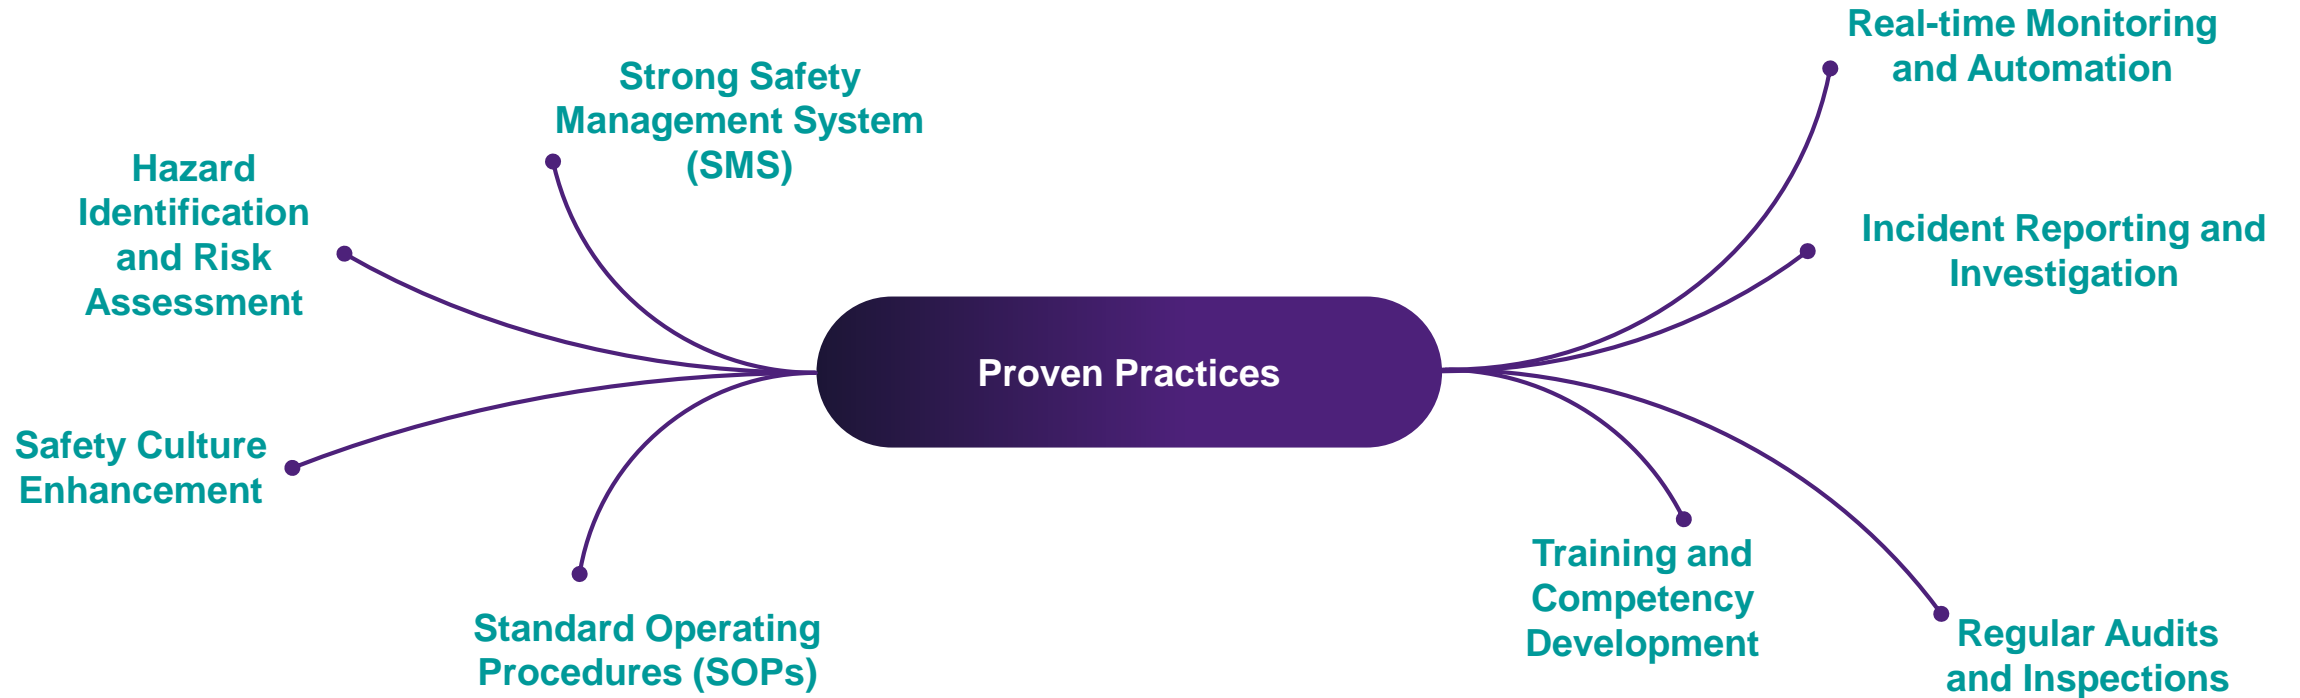 Real-time Monitoring
and Automation
Strong Safety
Management System
(SMS)
Hazard
Identification
and Risk
Assessment
Incident Reporting and
Investigation
Proven Practices
Safety Culture
Enhancement
Standard Operating
Procedures (SOPs)
Training and
Competency
Development
Regular Audits
and Inspections